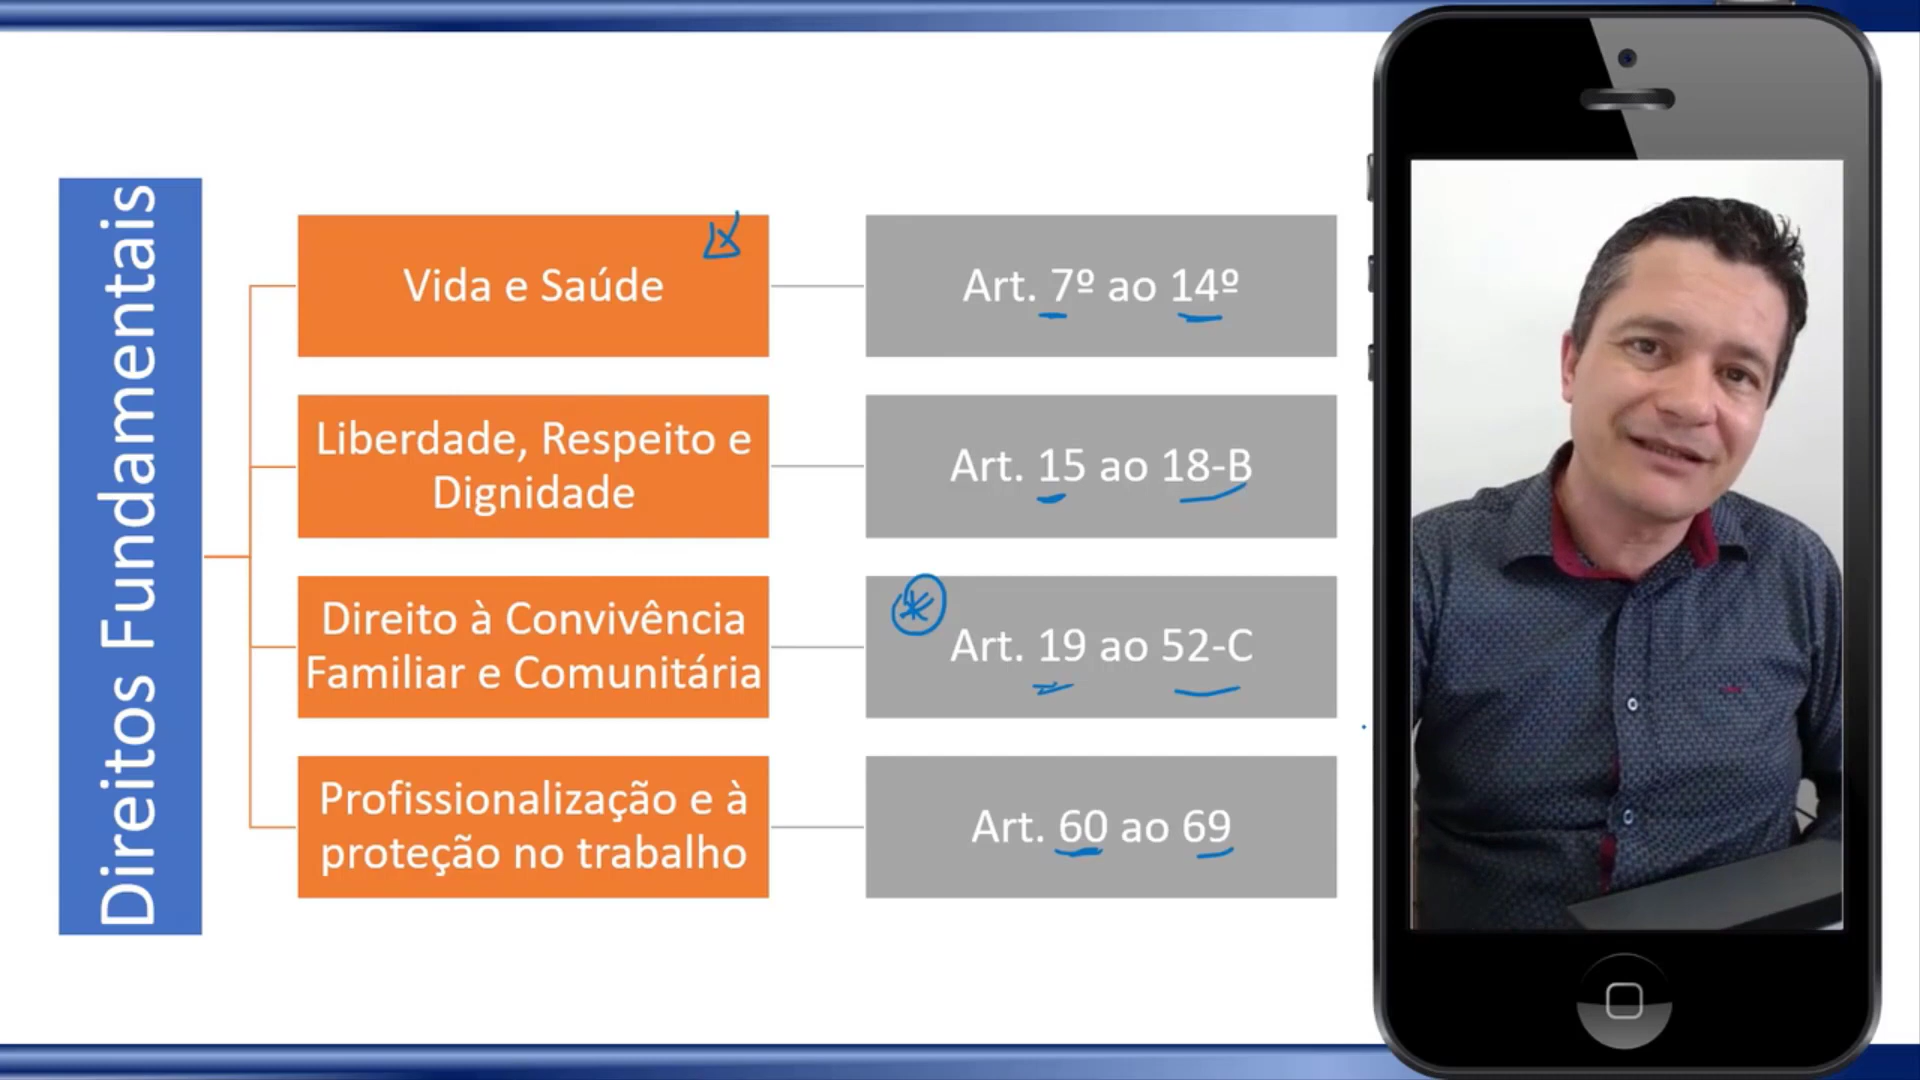 Direitos Fundamentais
Vida e Saúde
Art. 7º ao 14º
Liberdade, Respeito e
Dignidade
Art. 15 ao 18-B
Direito à Convivência
Familiar e Comunitária
Art. 19 ao 52-C
Profissionalização e à
proteção no trabalho
Art. 60 ao 69